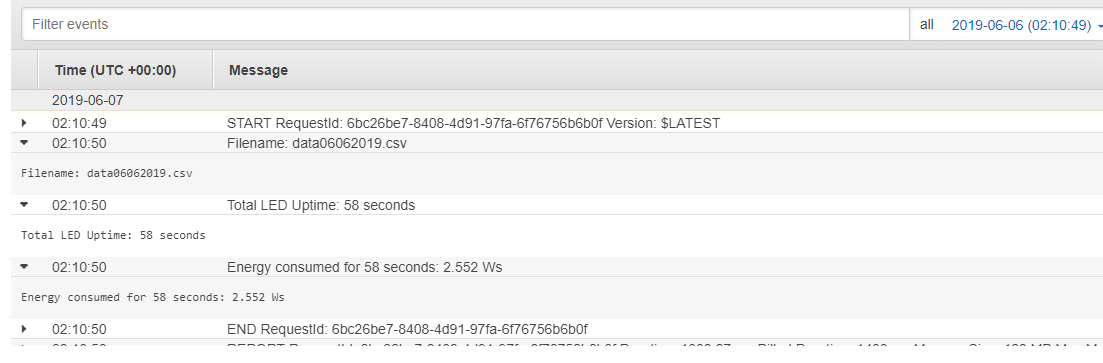 Filter events
all 2019-06-06 (02:10:49)
Time (UTC +00:00) Message
2019-06-07
02:10:49 START RequestId: 6bc26be7-8408-4d91-97fa-6f76756b6b0f Version: $LATEST
02:10:50 Filename: data06062019.csv
Filename: data06062019.csv
02:10:50 Total LED Uptime: 58 seconds
Total LED Uptime: 58 seconds
02:10:50 Energy consumed for 58 seconds: 2.552 Ws
Energy consumed for 58 seconds: 2.552 Ws
02:10:50 END RequestId: 6bc26be7-8408-4d91-97fa-6f76756b6b0f